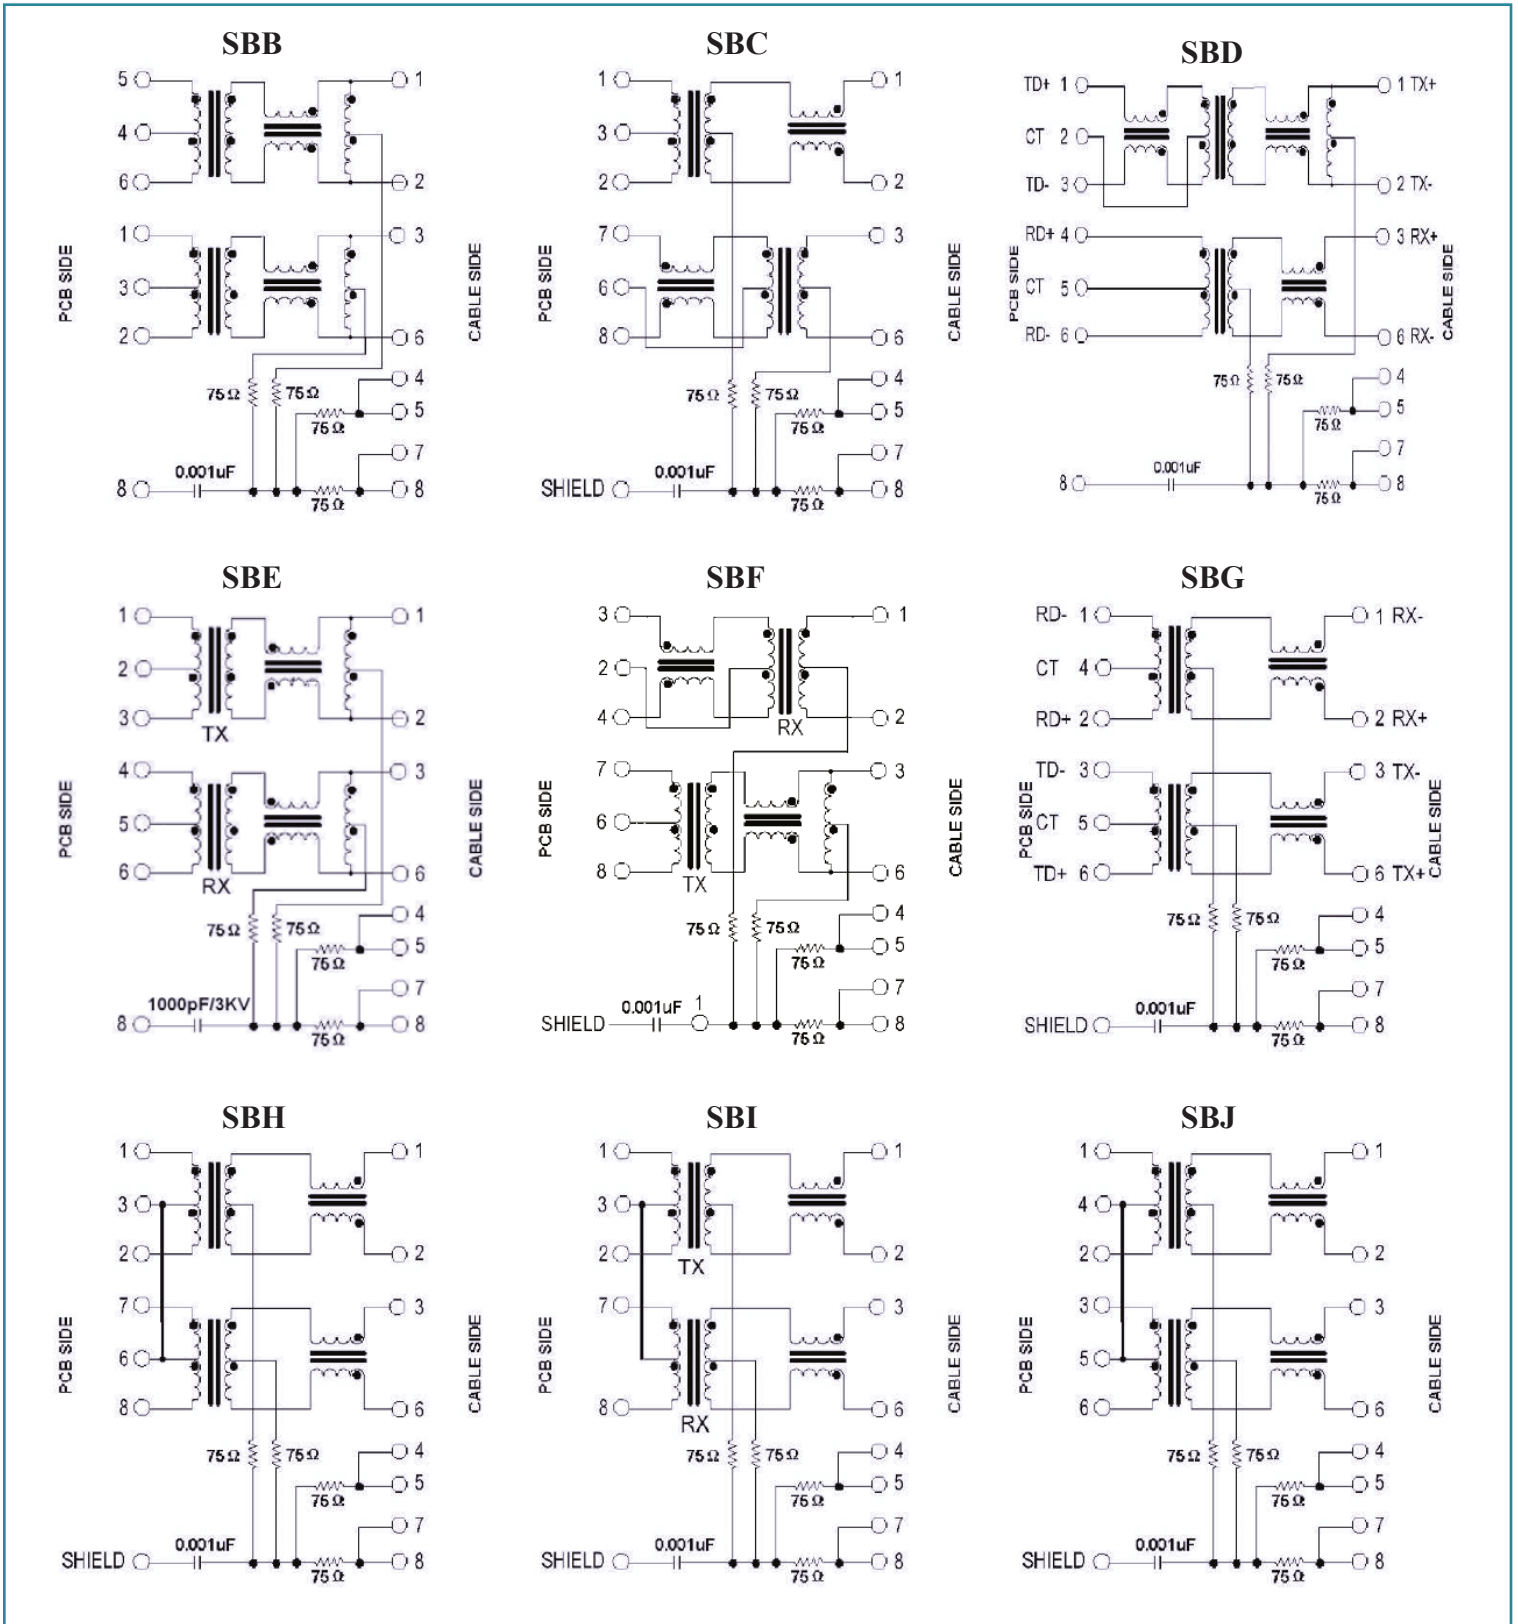 SBB
5 1
4
6 2
1 3
3
2 6
PCB SIDE
CABLE SIDE
75Ω 75Ω 4
5
75Ω
7
0.001uF
8 8
75Ω
SBC
1 1
3
2 2
7 3
6
8 6
PCB SIDE
CABLE SIDE
75Ω 75Ω 4
5
75Ω
7
0.001uF
SHIELD 8
75Ω
SBD
TD+ 1 1 TX+
CT 2
TD- 3 2 TX-
RD+ 4 3 RX+
CT 5
RD- 6 6 RX-
PCB SIDE
CABLE SIDE
75Ω 75Ω 4
5
75Ω
7
0.001uF
8 8
75Ω
SBE
1 1
2
3 2
TX
4 3
5
6 6
RX
PCB SIDE
CABLE SIDE
75Ω 75Ω 4
5
75Ω
7
1000pF/3KV
8 8
75Ω
SBF
3 1
2
4 2
RX
7 3
6
8 6
TX
PCB SIDE
CABLE SIDE
75Ω 75Ω 4
5
75Ω
7
0.001uF 1
SHIELD 8
75Ω
SBG
RD- 1 1 RX-
CT 4
RD+ 2 2 RX+
TD- 3 3 TX-
CT 5
TD+ 6 6 TX+
PCB SIDE
CABLE SIDE
75Ω 75Ω 4
5
75Ω
7
0.001uF
SHIELD 8
75Ω
SBH
1 1
3
2 2
7 3
6
8 6
PCB SIDE
CABLE SIDE
75Ω 75Ω 4
5
75Ω
7
0.001uF
SHIELD 8
75Ω
SBI
1 1
3
2 2
TX
7 3
8 6
RX
PCB SIDE
CABLE SIDE
75Ω 75Ω 4
5
75Ω
7
0.001uF
SHIELD 8
75Ω
SBJ
1 1
4
2 2
3 3
5
6 6
PCB SIDE
CABLE SIDE
75Ω 75Ω 4
5
75Ω
7
0.001uF
SHIELD 8
75Ω